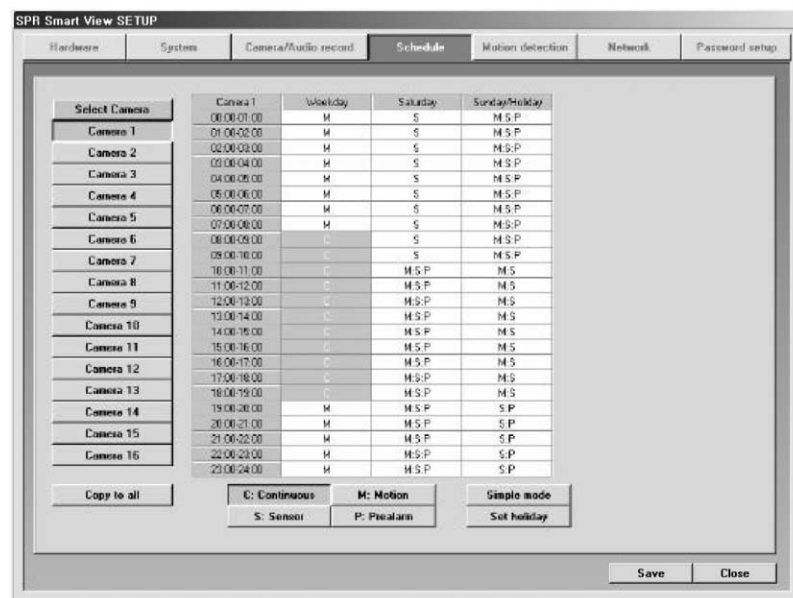 SPR Smart View SETUP
Hardware System Camera/Audio record Schedule Motion detection Network Password setup
Select Camera
Camera 1
Camera 2
Camera 3
Camera 4
Camera 5
Camera 6
Camera 7
Camera 8
Camera 9
Camera 10
Camera 11
Camera 12
Camera 13
Camera 14
Camera 15
Camera 16
Copy to all
Camera 1 Weekday Saturday Sunday/Holiday
00:00-01:00 M S M:S:P
01:00-02:00 M S M:S:P
02:00-03:00 M S M:S:P
03:00-04:00 M S M:S:P
04:00-05:00 M S M:S:P
05:00-06:00 M S M:S:P
06:00-07:00 M S M:S:P
07:00-08:00 M S M:S:P
08:00-09:00 C S M:S:P
09:00-10:00 C S M:S:P
10:00-11:00 C M:S:P M:S
11:00-12:00 C M:S:P M:S
12:00-13:00 C M:S:P M:S
13:00-14:00 C M:S:P M:S
14:00-15:00 C M:S:P M:S
15:00-16:00 C M:S:P M:S
16:00-17:00 C M:S:P M:S
17:00-18:00 C M:S:P M:S
18:00-19:00 C M:S:P M:S
19:00-20:00 M M:S:P S:P
20:00-21:00 M M:S:P S:P
21:00-22:00 M M:S:P S:P
22:00-23:00 M M:S:P S:P
23:00-24:00 M M:S:P S:P
C: Continuous M: Motion Simple mode
S: Sensor P: Prealarm Set holiday
Save Close